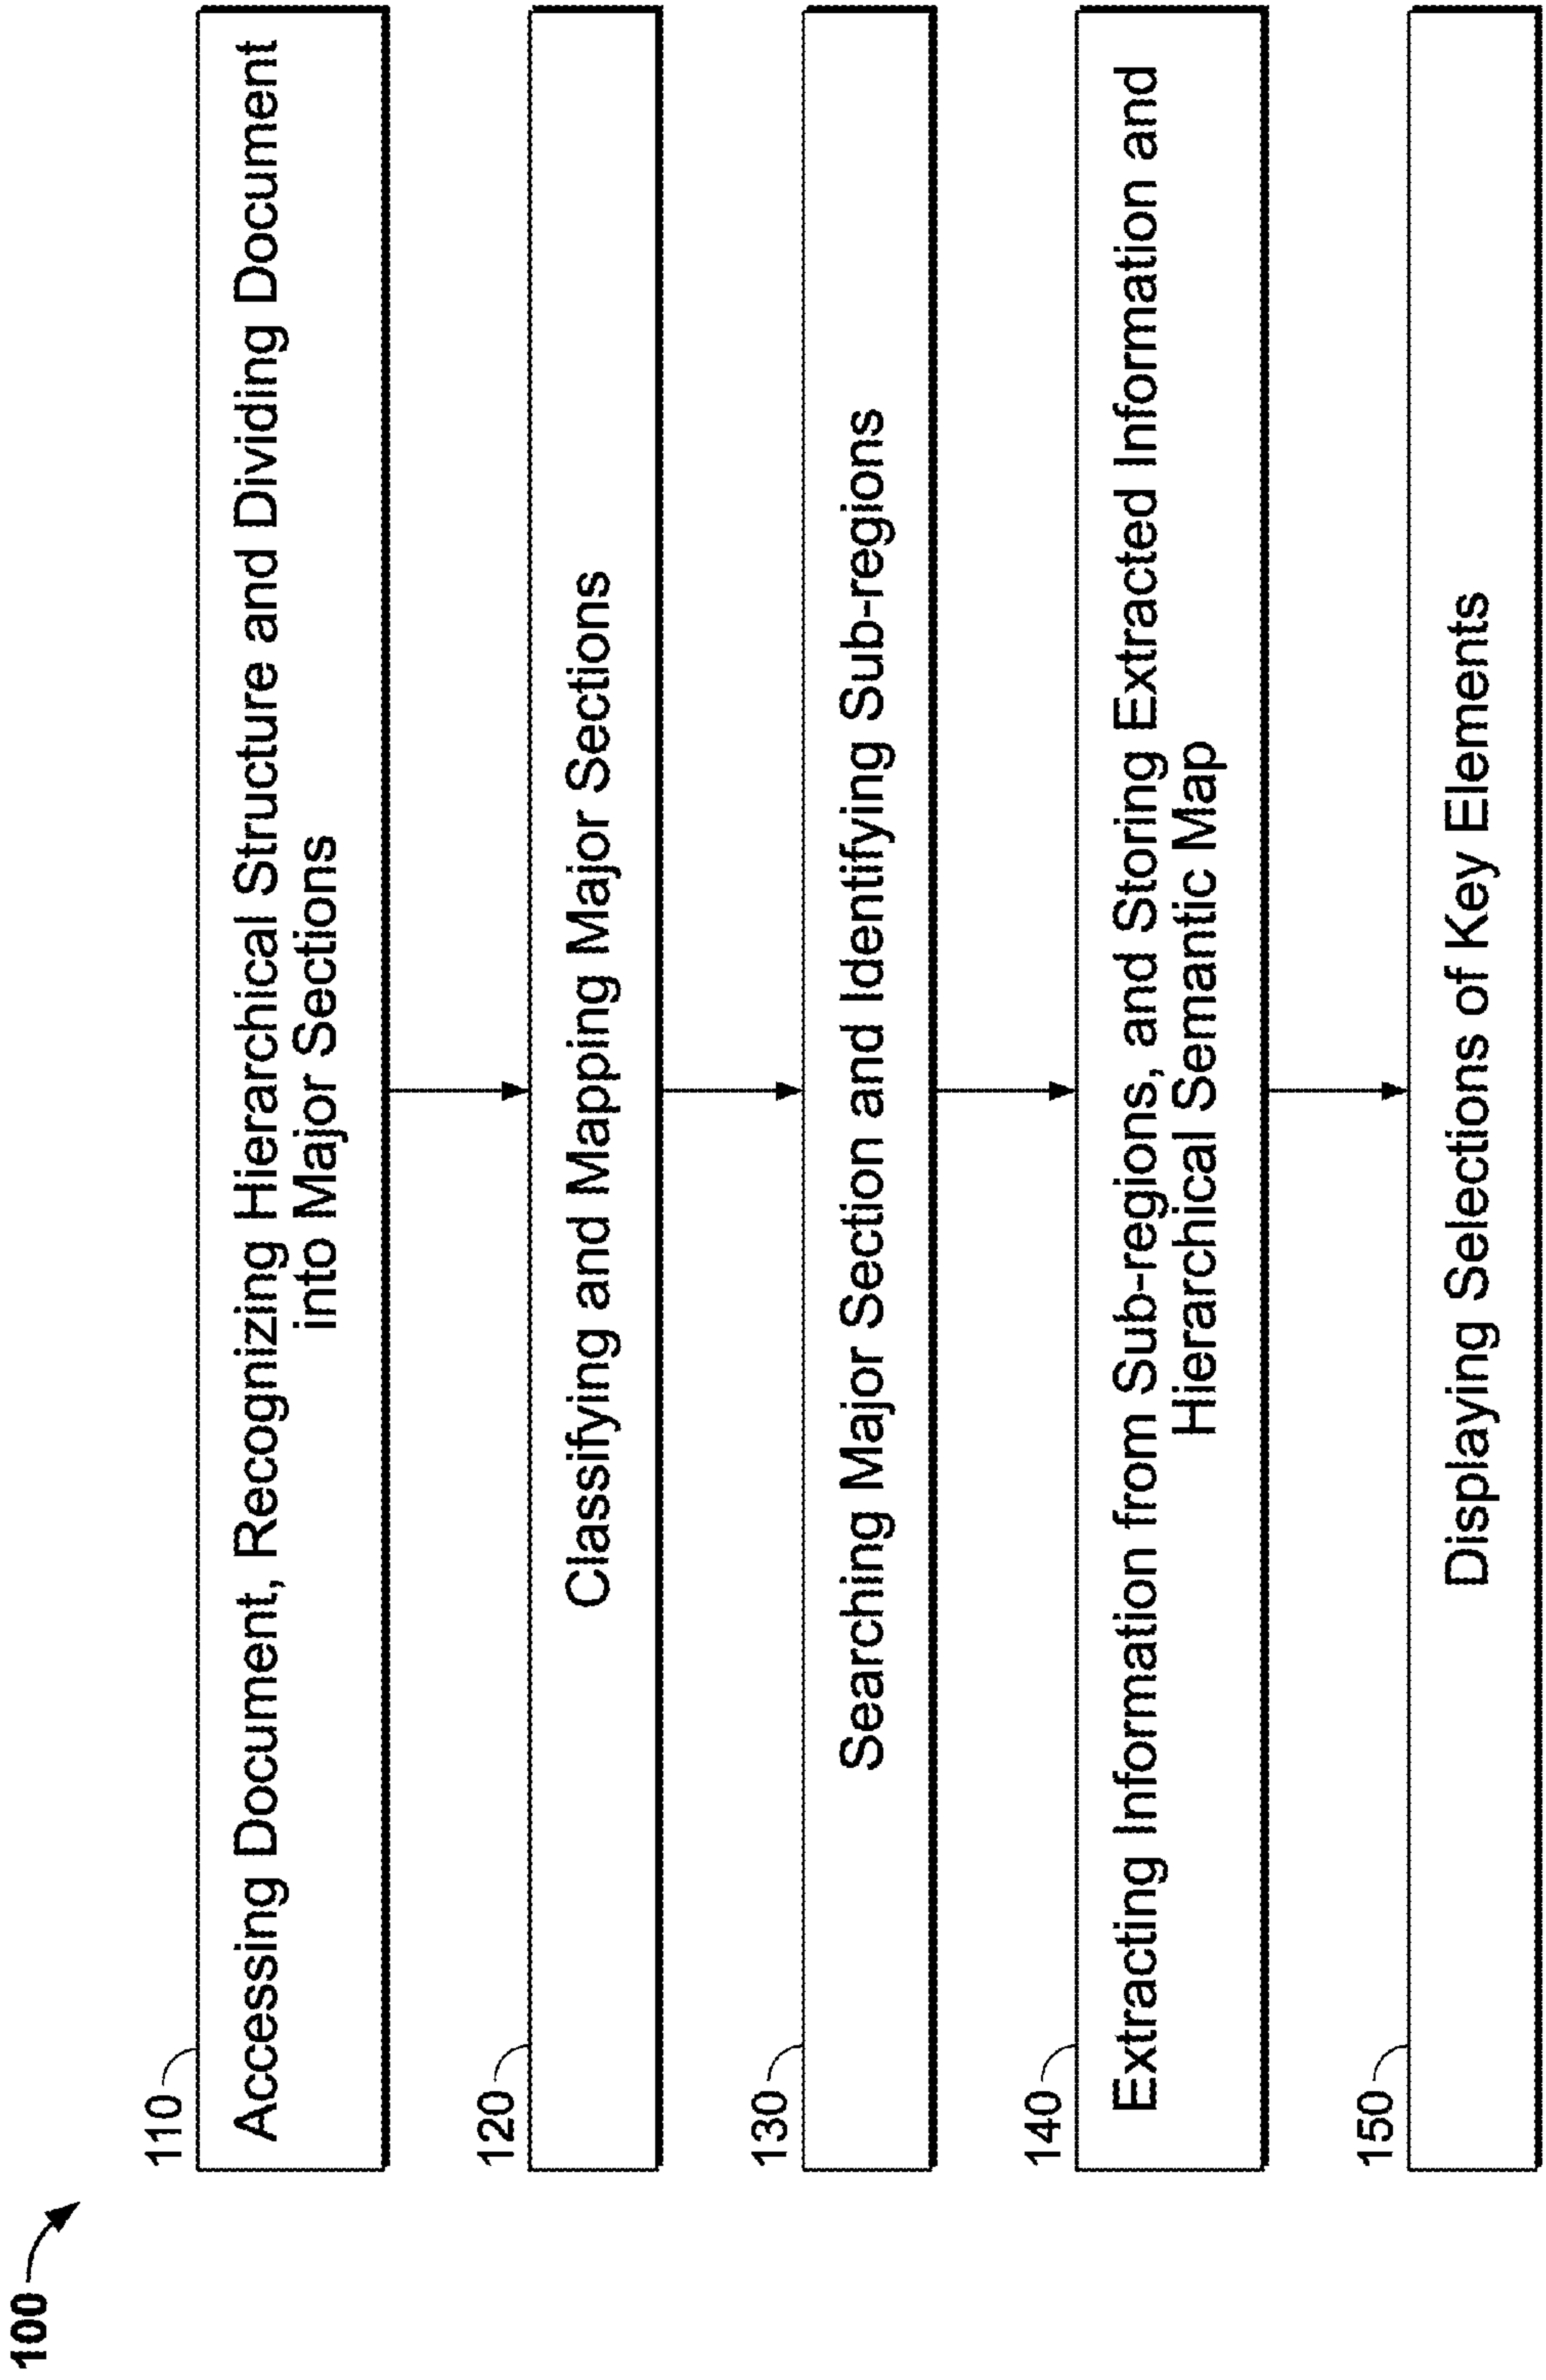 100
110
Accessing Document, Recognizing Hierarchical Structure and Dividing Document
into Major Sections
120
Classifying and Mapping Major Sections
130
Searching Major Section and Identifying Sub-regions
140
Extracting Information from Sub-regions, and Storing Extracted Information and
Hierarchical Semantic Map
150
Displaying Selections of Key Elements